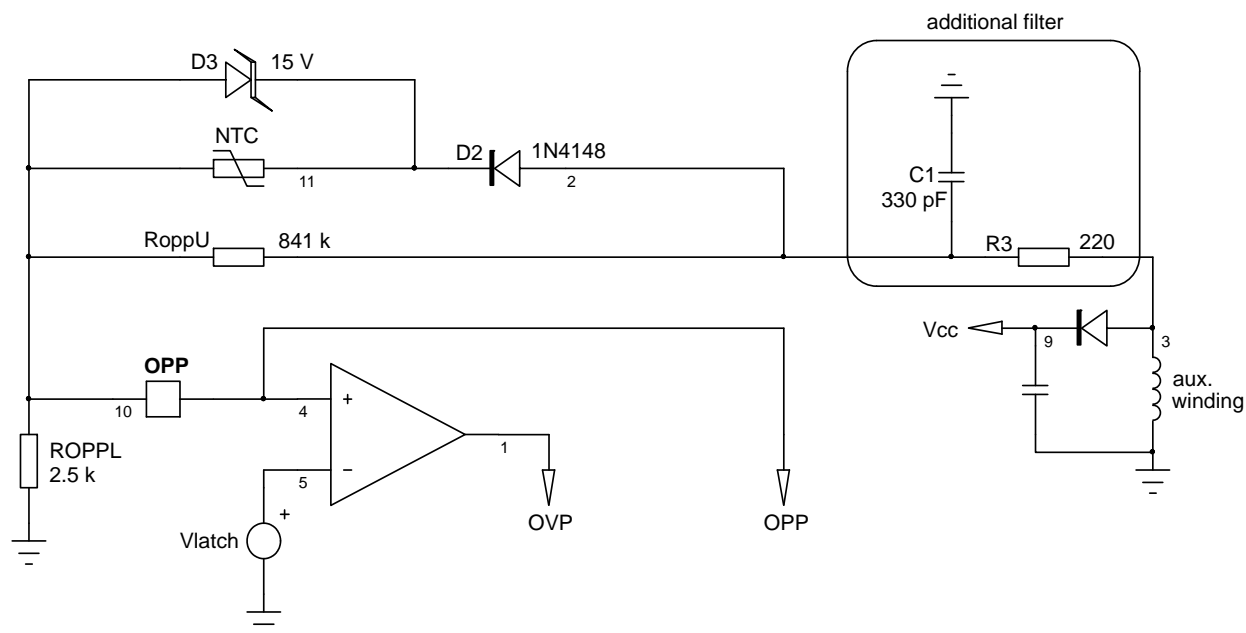 additional filter
D3 15 V
NTC
11
D2 1N4148
2
C1
330 pF
RoppU 841 k
R3 220
Vcc
9
3
aux.
winding
OPP
10
4
+
ROPPL
2.5 k
5
−
1
+
Vlatch
OVP
OPP